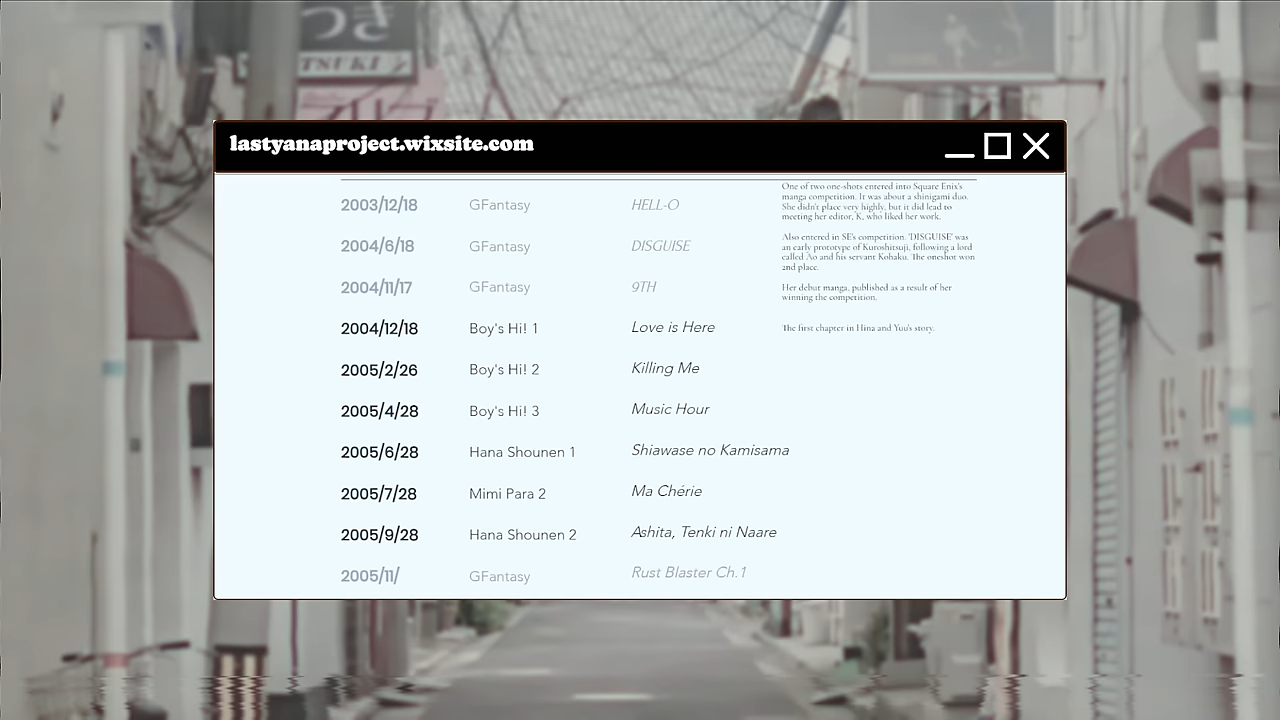 つき
TSUKI
lastyanaproject.wixsite.com
One of two one-shots entered into Square Enix's
manga competition. It was about a shinigami duo.
She didn't place very highly, but it did lead to
meeting her editor, K, who liked her work.
2003/12/18 GFantasy HELL-O
Also entered in SE's competition. 'DISGUISE' was
an early prototype of Kuroshitsuji, following a lord
called Ao and his servant Kohaku. The oneshot won
2nd place.
2004/6/18 GFantasy DISGUISE
Her debut manga, published as a result of her
winning the competition.
2004/11/17 GFantasy 9TH
2004/12/18 Boy's Hi! 1 Love is Here The first chapter in Hina and Yuu's story.
2005/2/26 Boy's Hi! 2 Killing Me
2005/4/28 Boy's Hi! 3 Music Hour
2005/6/28 Hana Shounen 1 Shiawase no Kamisama
2005/7/28 Mimi Para 2 Ma Chérie
2005/9/28 Hana Shounen 2 Ashita, Tenki ni Naare
2005/11/ GFantasy Rust Blaster Ch.1